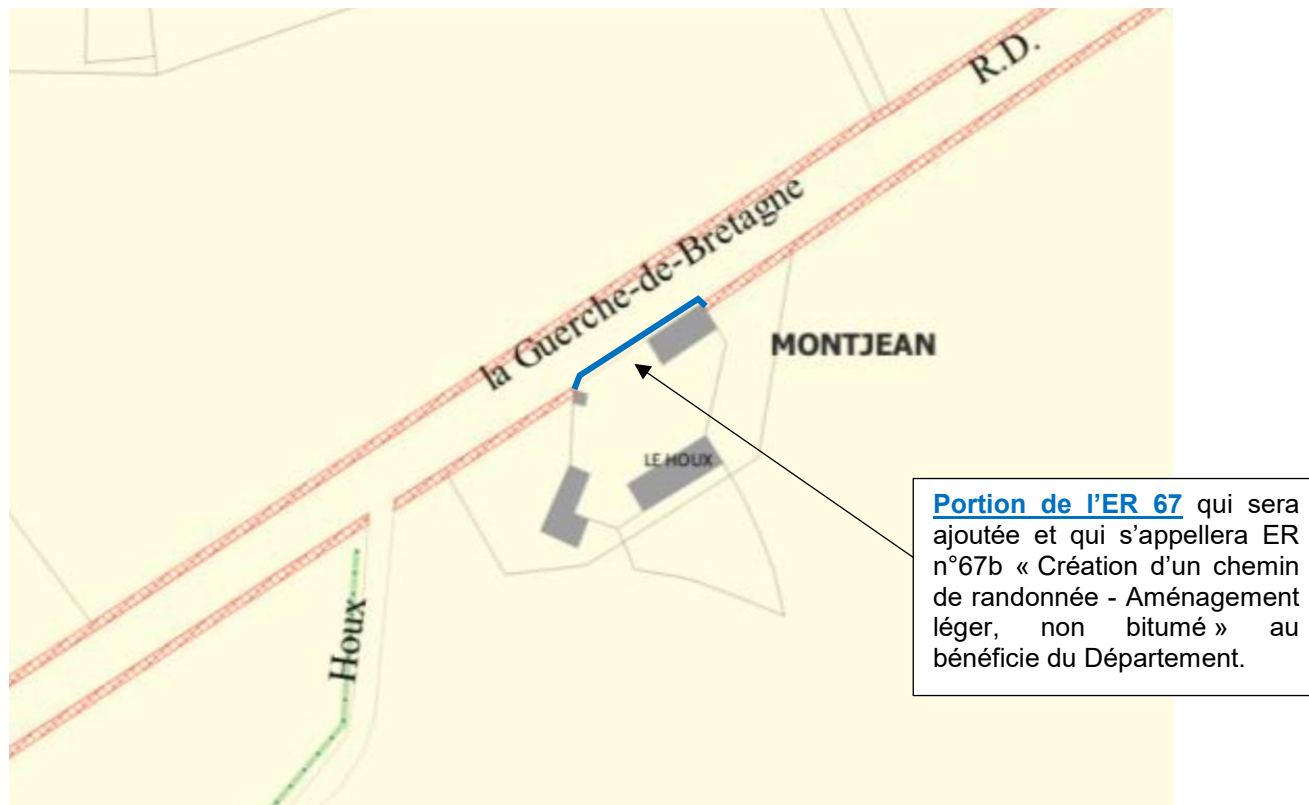 R.D.
la Guerche-de-Bretagne
MONTJEAN
LE HOUX
Houx
Portion de l'ER 67 qui sera
ajoutée et qui s'appellera ER
n°67b « Création d'un chemin
de randonnée - Aménagement
léger, non bitumé » au
bénéficie du Département.